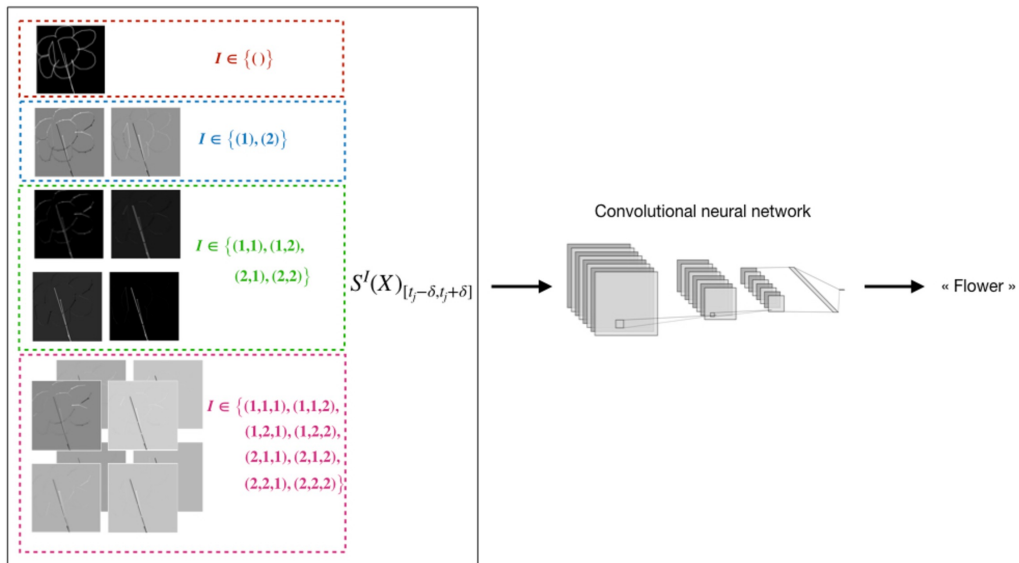 I ∈ {( )}
I ∈ {(1), (2)}
I ∈ {(1,1), (1,2),
(2,1), (2,2)}
I ∈ {(1,1,1), (1,1,2),
(1,2,1), (1,2,2),
(2,1,1), (2,1,2),
(2,2,1), (2,2,2)}
S^I(X)_{[t_j−δ,t_j+δ]}
Convolutional neural network
« Flower »